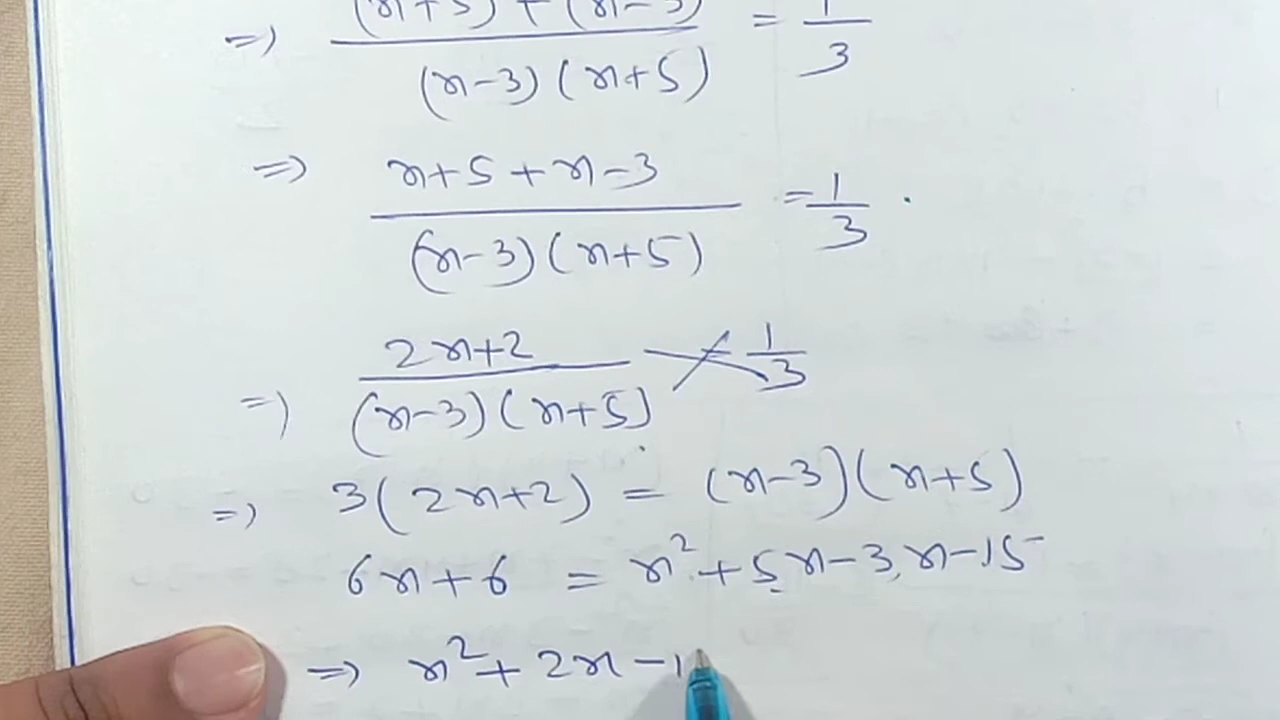 => (x+5)+(x-3) / (x-3)(x+5) = 1/3
=> x+5+x-3 / (x-3)(x+5) = 1/3 .
=> 2x+2 / (x-3)(x+5) = 1/3
=> 3(2x+2) = (x-3)(x+5)
6x+6 = x²+5x-3x-15
=> x²+2x-1